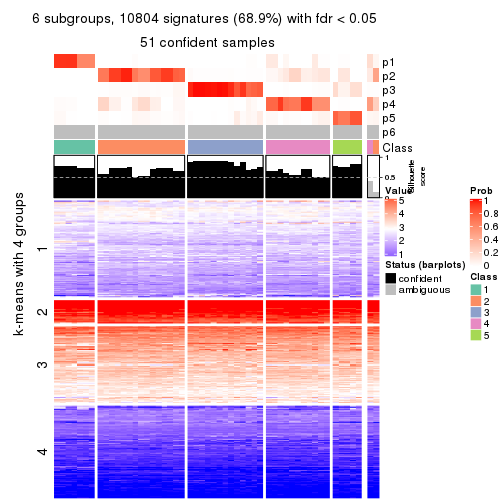 6 subgroups, 10804 signatures (68.9%) with fdr < 0.05
51 confident samples
p1
p2
p3
p4
p5
p6
Class
1
0.5
0
Silhouette
score
k-means with 4 groups
1
2
3
4
Value
5
4
3
2
1
Status (barplots)
confident
ambiguous
Prob
1
0.8
0.6
0.4
0.2
0
Class
1
2
3
4
5